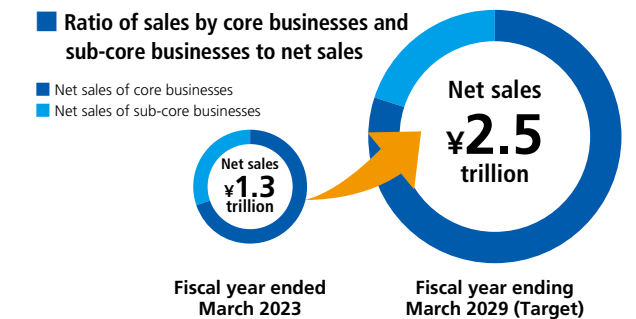 Ratio of sales by core businesses and
sub-core businesses to net sales
Net sales of core businesses
Net sales of sub-core businesses
Net sales
¥1.3
trillion
Net sales
¥2.5
trillion
Fiscal year ended
March 2023
Fiscal year ending
March 2029 (Target)